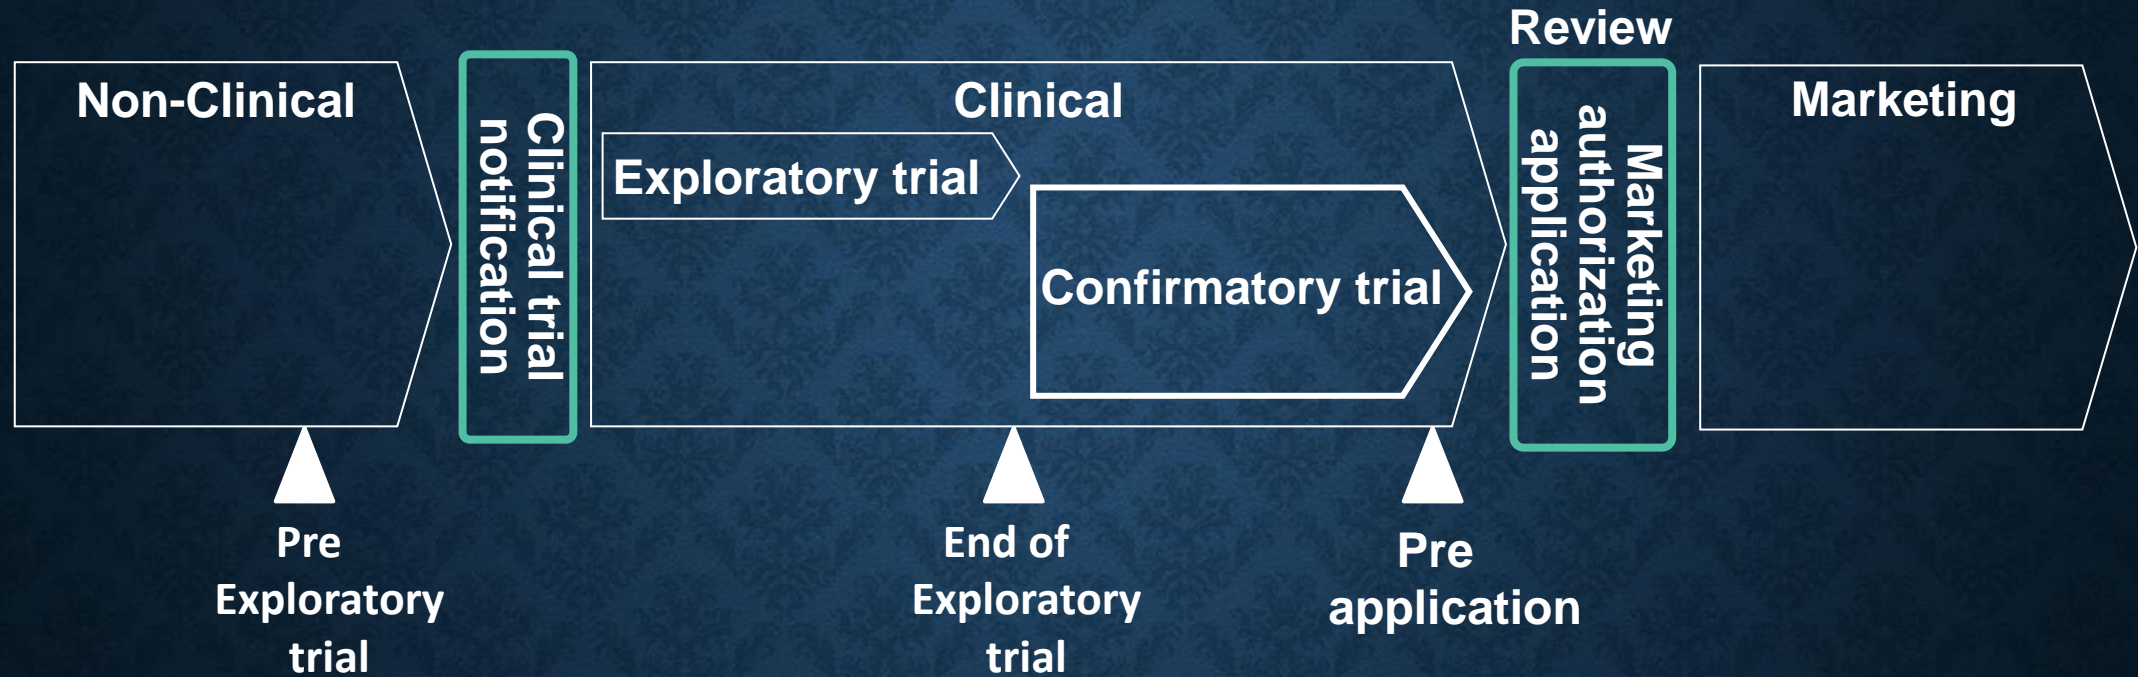 Non-Clinical
Clinical trial
notification
Clinical
Exploratory trial
Confirmatory trial
Review
Marketing
authorization
application
Marketing
Pre
Exploratory
trial
End of
Exploratory
trial
Pre
application